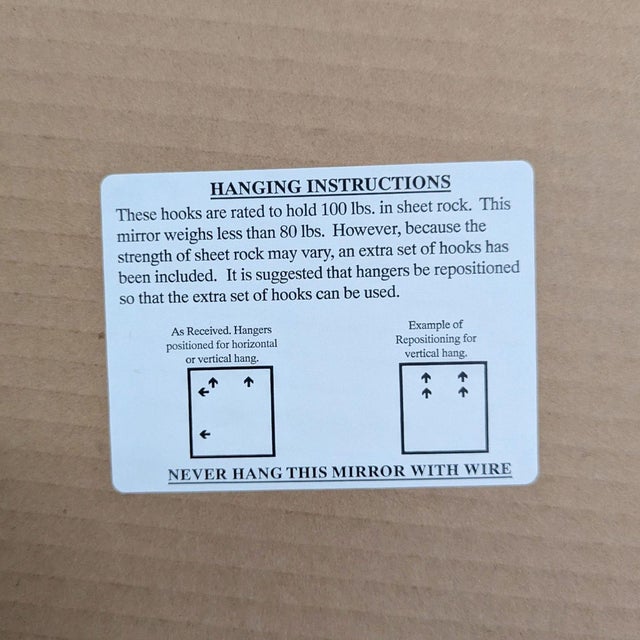 HANGING INSTRUCTIONS
These hooks are rated to hold 100 lbs. in sheet rock. This
mirror weighs less than 80 lbs. However, because the
strength of sheet rock may vary, an extra set of hooks has
been included. It is suggested that hangers be repositioned
so that the extra set of hooks can be used.
As Received. Hangers
positioned for horizontal
or vertical hang.
Example of
Repositioning for
vertical hang.
NEVER HANG THIS MIRROR WITH WIRE